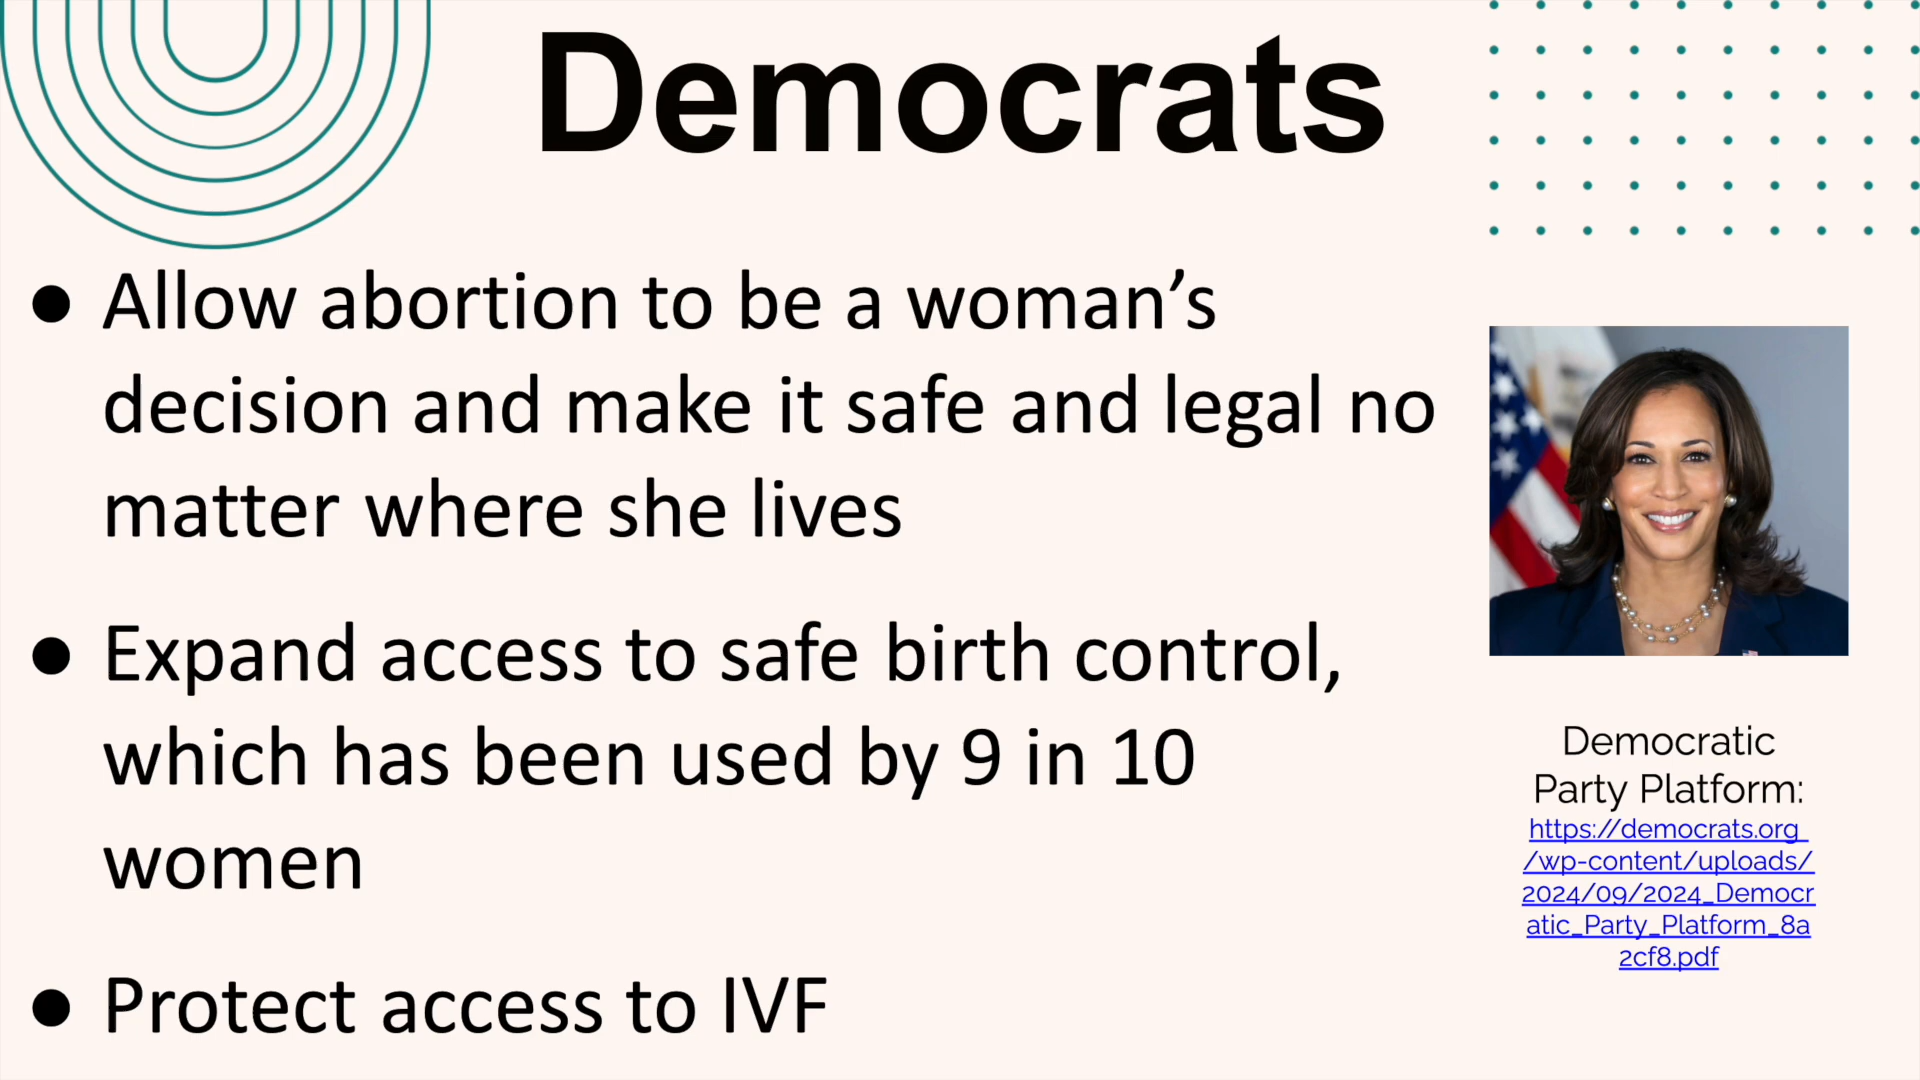 Democrats
● Allow abortion to be a woman’s
decision and make it safe and legal no
matter where she lives
● Expand access to safe birth control,
which has been used by 9 in 10
women
● Protect access to IVF
Democratic
Party Platform:
https://democrats.org
/wp-content/uploads/
2024/09/2024_Democr
atic_Party_Platform_8a
2cf8.pdf